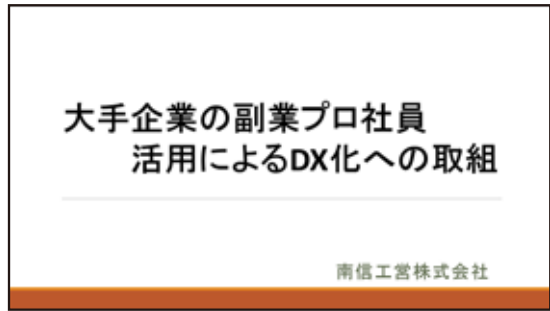 大手企業の副業プロ社員
活用によるDX化への取組
南信工営株式会社